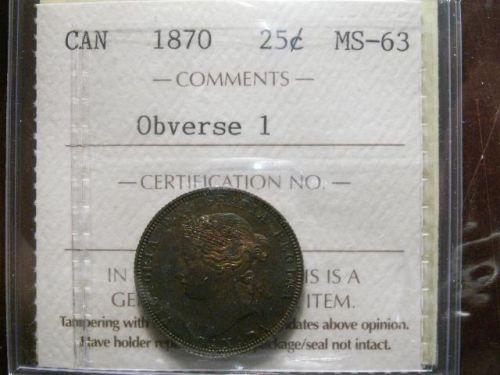 CAN 1870 25¢ MS-63
— COMMENTS —
Obverse 1
— CERTIFICATION NO. —
IN S IS A
GE ITEM.
Tampering with dates above opinion.
Have holder re package/seal not intact.